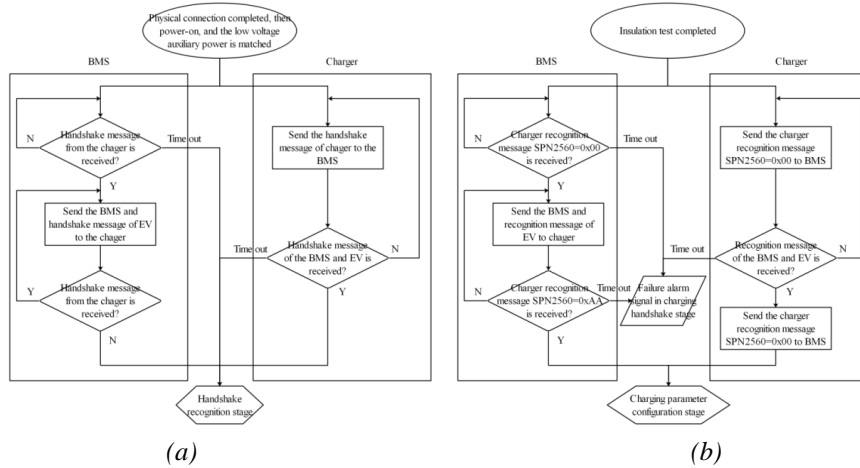 Physical connection completed, then
power-on, and the low voltage
auxiliary power is matched
BMS
Charger
N
Handshake message
from the chager is
received?
Time out
Y
Send the handshake
message of chager to the
BMS
Send the BMS and
handshake message of EV
to the chager
Time out
Handshake message
of the BMS and EV is
received?
N
Y
Handshake message
from the chager is
received?
Y
N
Handshake
recognition stage
(a)
Insulation test completed
BMS
Charger
N
Charger recognition
message SPN2560=0x00
is received?
Time out
Y
Send the charger
recognition message
SPN2560=0x00 to BMS
Send the BMS and
recognition message of
EV to chager
Time out
Recognition message
of the BMS and EV is
received?
N
Y
N
Charger recognition
message SPN2560=0xAA
is received?
Time out
Y
Failure alarm
signal in charging
handshake stage
Send the charger
recognition message
SPN2560=0x00 to BMS
Charging parameter
configuration stage
(b)